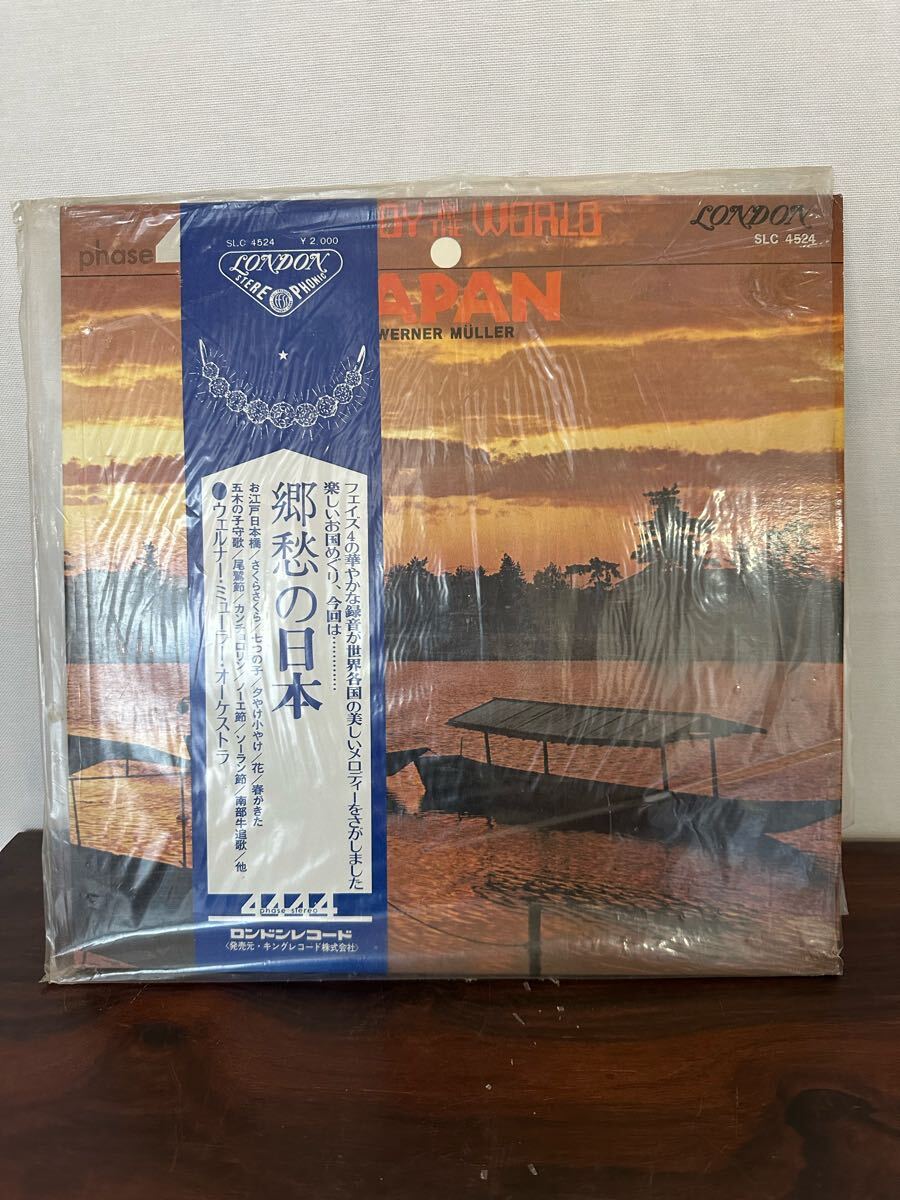 phase 4
DY OF THE WORLD
LONDON
SLC 4524
APAN
WERNER MÜLLER
SLC 4524 ¥2,000
LONDON
STEREOPHONIC
フェイズ4の華やかな録音が世界各国の美しいメロディーをさがしました
楽しいお国めぐり、今回は…………
郷愁の日本
お江戸日本橋/さくらさくら/七つの子/夕やけ小やけ/花/春がきた
五木の子守歌/尾鷲節/カンチョロリン/ノーエ節/ソーラン節/南部牛追歌/他
●ウェルナー・ミューラー・オーケストラ
4444
phase stereo
ロンドンレコード
〈発売元・キングレコード株式会社〉